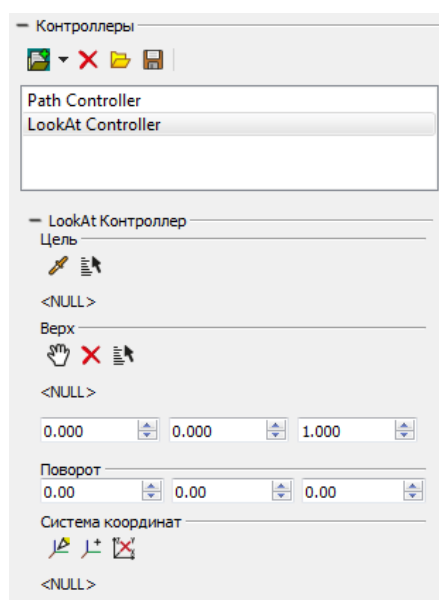 Контроллеры
Path Controller
LookAt Controller
LookAt Контроллер
Цель
<NULL>
Верх
<NULL>
0.000 0.000 1.000
Поворот
0.00 0.00 0.00
Система координат
<NULL>